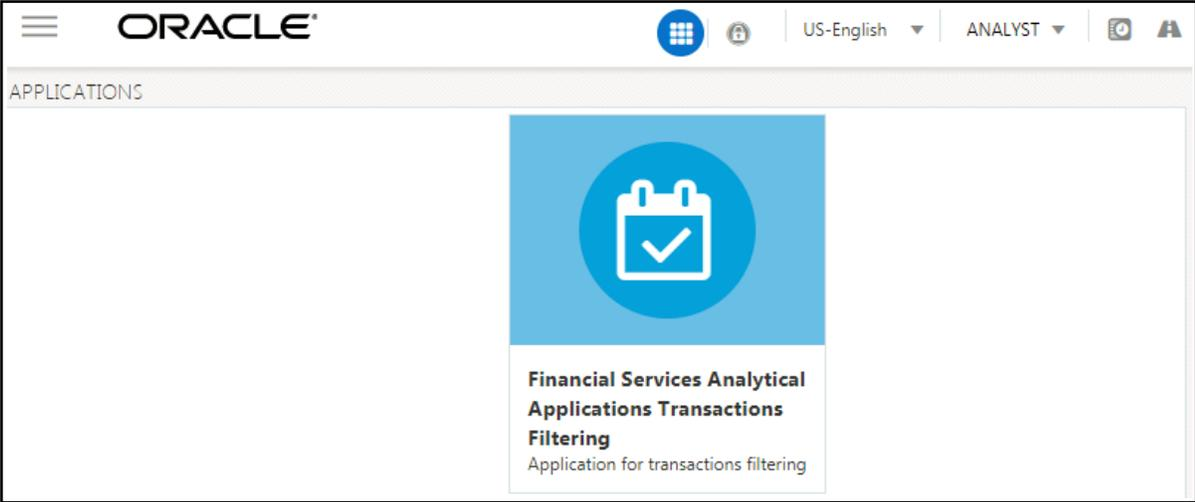 ORACLE®
US-English
ANALYST
APPLICATIONS
Financial Services Analytical
Applications Transactions
Filtering
Application for transactions filtering